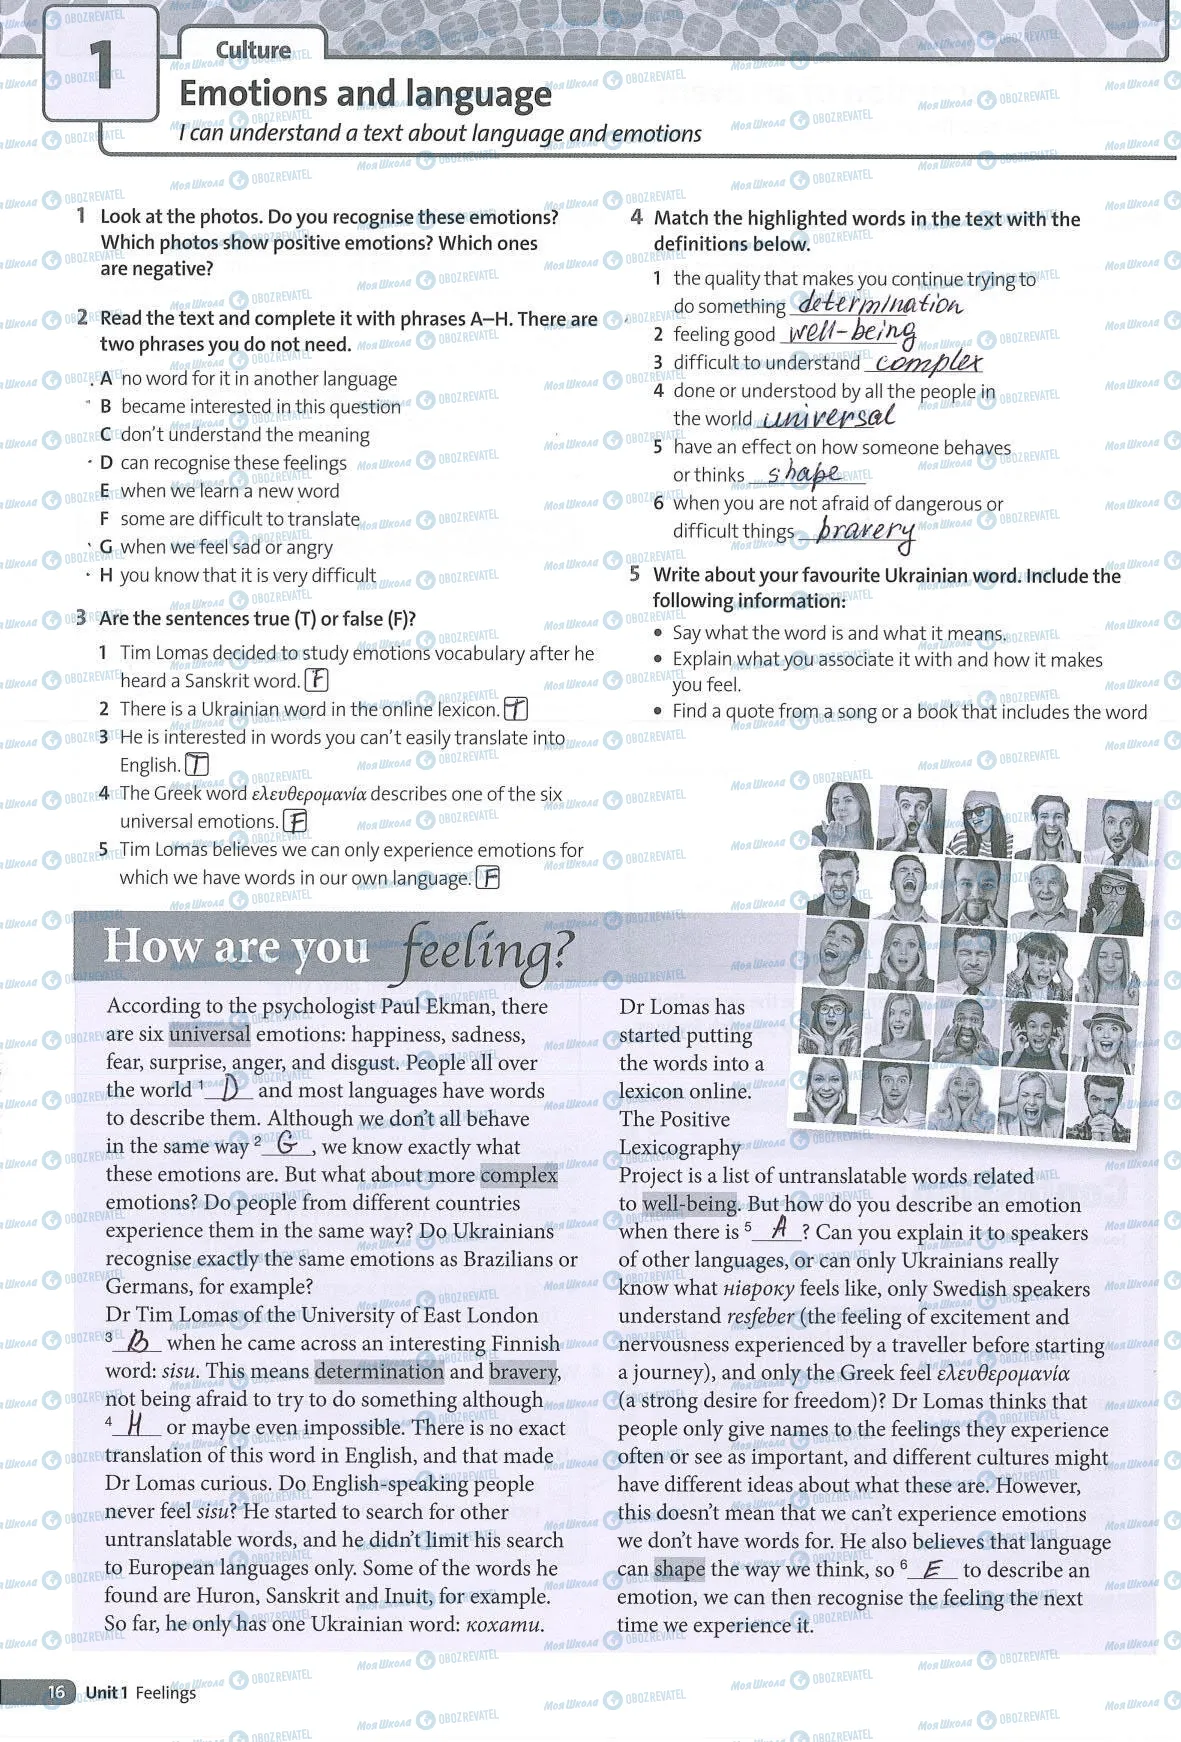 1
Culture
Emotions and language
I can understand a text about language and emotions
1 Look at the photos. Do you recognise these emotions?
Which photos show positive emotions? Which ones
are negative?
2 Read the text and complete it with phrases A–H. There are
two phrases you do not need.
A no word for it in another language
B became interested in this question
C don't understand the meaning
D can recognise these feelings
E when we learn a new word
F some are difficult to translate
G when we feel sad or angry
H you know that it is very difficult
3 Are the sentences true (T) or false (F)?
1 Tim Lomas decided to study emotions vocabulary after he
heard a Sanskrit word. F
2 There is a Ukrainian word in the online lexicon. T
3 He is interested in words you can't easily translate into
English. T
4 The Greek word ελευθερομανία describes one of the six
universal emotions. F
5 Tim Lomas believes we can only experience emotions for
which we have words in our own language. F
4 Match the highlighted words in the text with the
definitions below.
1 the quality that makes you continue trying to
do something determination
2 feeling good well-being
3 difficult to understand complex
4 done or understood by all the people in
the world universal
5 have an effect on how someone behaves
or thinks shape
6 when you are not afraid of dangerous or
difficult things bravery
5 Write about your favourite Ukrainian word. Include the
following information:
• Say what the word is and what it means.
• Explain what you associate it with and how it makes
you feel.
• Find a quote from a song or a book that includes the word
How are you feeling?
According to the psychologist Paul Ekman, there
are six universal emotions: happiness, sadness,
fear, surprise, anger, and disgust. People all over
the world 1 D and most languages have words
to describe them. Although we don't all behave
in the same way 2 G, we know exactly what
these emotions are. But what about more complex
emotions? Do people from different countries
experience them in the same way? Do Ukrainians
recognise exactly the same emotions as Brazilians or
Germans, for example?
Dr Tim Lomas of the University of East London
3 B when he came across an interesting Finnish
word: sisu. This means determination and bravery,
not being afraid to try to do something although
4 H or maybe even impossible. There is no exact
translation of this word in English, and that made
Dr Lomas curious. Do English-speaking people
never feel sisu? He started to search for other
untranslatable words, and he didn't limit his search
to European languages only. Some of the words he
found are Huron, Sanskrit and Inuit, for example.
So far, he only has one Ukrainian word: кохати.
Dr Lomas has
started putting
the words into a
lexicon online.
The Positive
Lexicography
Project is a list of untranslatable words related
to well-being. But how do you describe an emotion
when there is 5 A? Can you explain it to speakers
of other languages, or can only Ukrainians really
know what нівроку feels like, only Swedish speakers
understand resfeber (the feeling of excitement and
nervousness experienced by a traveller before starting
a journey), and only the Greek feel ελευθερομανία
(a strong desire for freedom)? Dr Lomas thinks that
people only give names to the feelings they experience
often or see as important, and different cultures might
have different ideas about what these are. However,
this doesn't mean that we can't experience emotions
we don't have words for. He also believes that language
can shape the way we think, so 6 E to describe an
emotion, we can then recognise the feeling the next
time we experience it.
16 Unit 1 Feelings
Моя Школа OBOZREVATEL